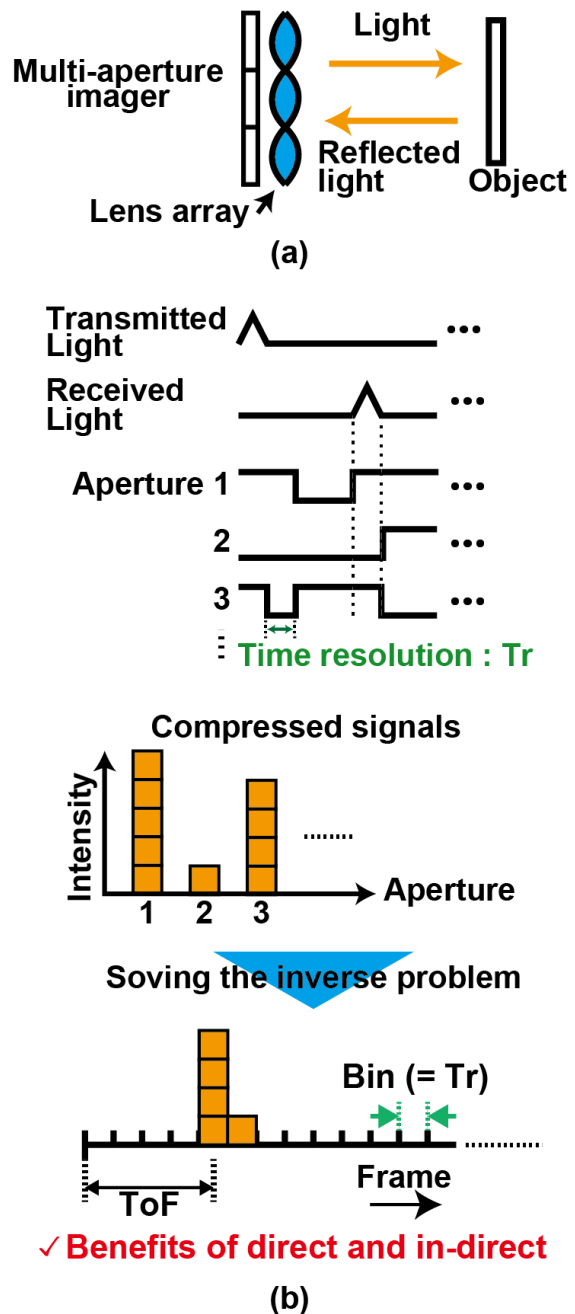 Light
Multi-aperture
imager
Reflected
light
Object
Lens array
(a)
Transmitted
Light
...
Received
Light
...
Aperture 1
...
2
...
3
...
Time resolution : Tr
Compressed signals
Intensity
Aperture
1 2 3
Soving the inverse problem
Bin (= Tr)
Frame
ToF
✓ Benefits of direct and in-direct
(b)